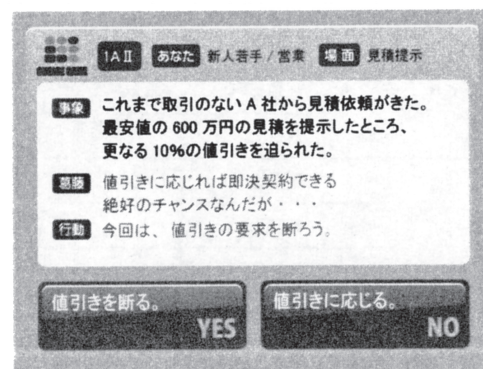 1AⅡ あなた 新人若手 / 営業 場面 見積提示
事象 これまで取引のない A 社から見積依頼がきた。
最安値の 600 万円の見積を提示したところ、
更なる 10%の値引きを迫られた。
葛藤 値引きに応じれば即決契約できる
絶好のチャンスなんだが・・・
行動 今回は、値引きの要求を断ろう。
値引きを断る。 値引きに応じる。
YES NO